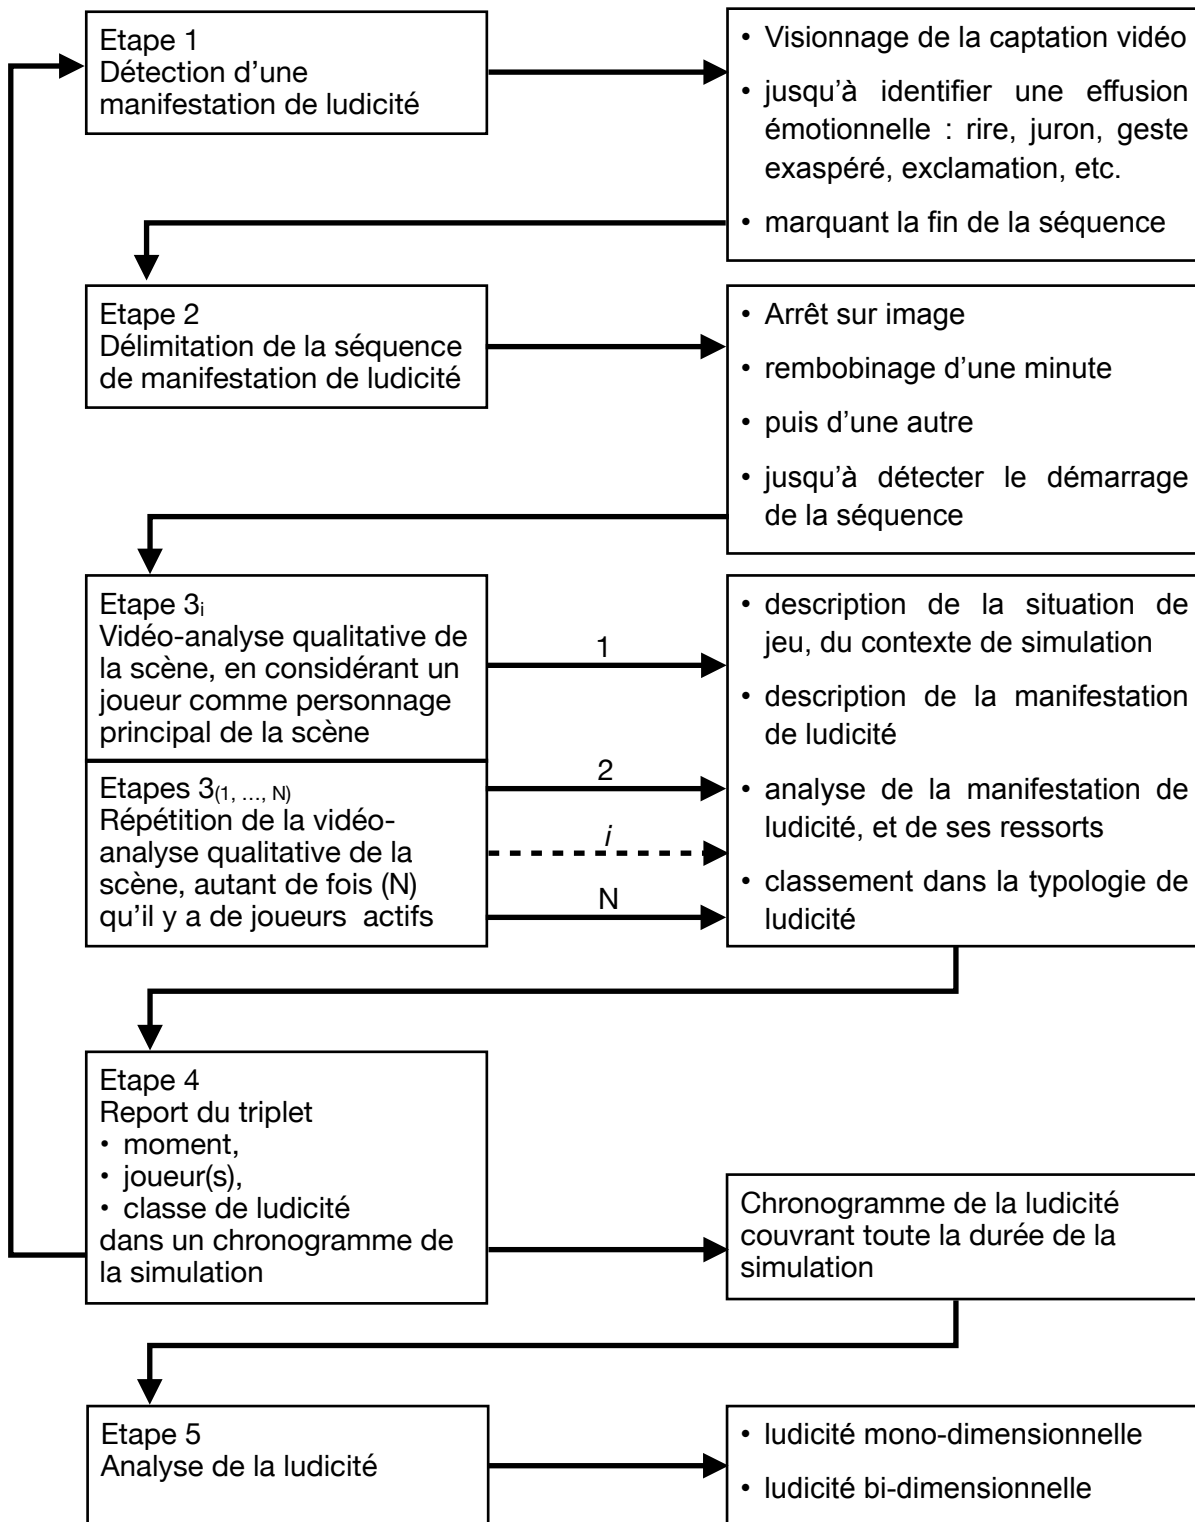 Etape 1
Détection d’une
manifestation de ludicité
• Visionnage de la captation vidéo
• jusqu’à identifier une effusion
émotionnelle : rire, juron, geste
exaspéré, exclamation, etc.
• marquant la fin de la séquence
Etape 2
Délimitation de la séquence
de manifestation de ludicité
• Arrêt sur image
• rembobinage d’une minute
• puis d’une autre
• jusqu’à détecter le démarrage
de la séquence
Etape 3i
Vidéo-analyse qualitative de
la scène, en considérant un
joueur comme personnage
principal de la scène
Etapes 3(1, ..., N)
Répétition de la vidéo-
analyse qualitative de la
scène, autant de fois (N)
qu’il y a de joueurs actifs
1
2
i
N
• description de la situation de
jeu, du contexte de simulation
• description de la manifestation
de ludicité
• analyse de la manifestation de
ludicité, et de ses ressorts
• classement dans la typologie de
ludicité
Etape 4
Report du triplet
• moment,
• joueur(s),
• classe de ludicité
dans un chronogramme de
la simulation
Chronogramme de la ludicité
couvrant toute la durée de la
simulation
Etape 5
Analyse de la ludicité
• ludicité mono-dimensionnelle
• ludicité bi-dimensionnelle